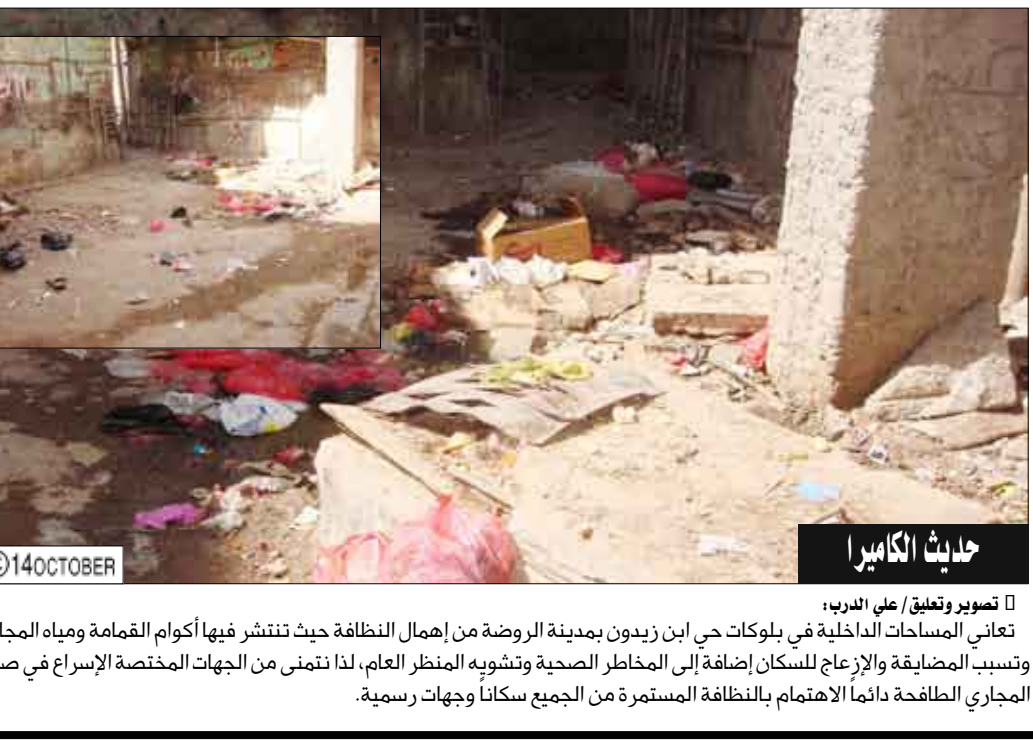 14OCTOBER
حديث الكاميرا
تصوير وتعليق / علي الدرب :
تعاني المساحات الداخلية في بلوكات حي ابن زيدون بمدينة الروضة من إهمال النظافة حيث تنتشر فيها أكوام القمامة ومياه
وتسبب المضايقة والإزعاج للسكان إضافة إلى المخاطر الصحية وتشويه المنظر العام، لذا نتمنى من الجهات المختصة الإسراع في
المجاري الطافحة دائماً الاهتمام بالنظافة المستمرة من الجميع سكاناً وجهات رسمية.